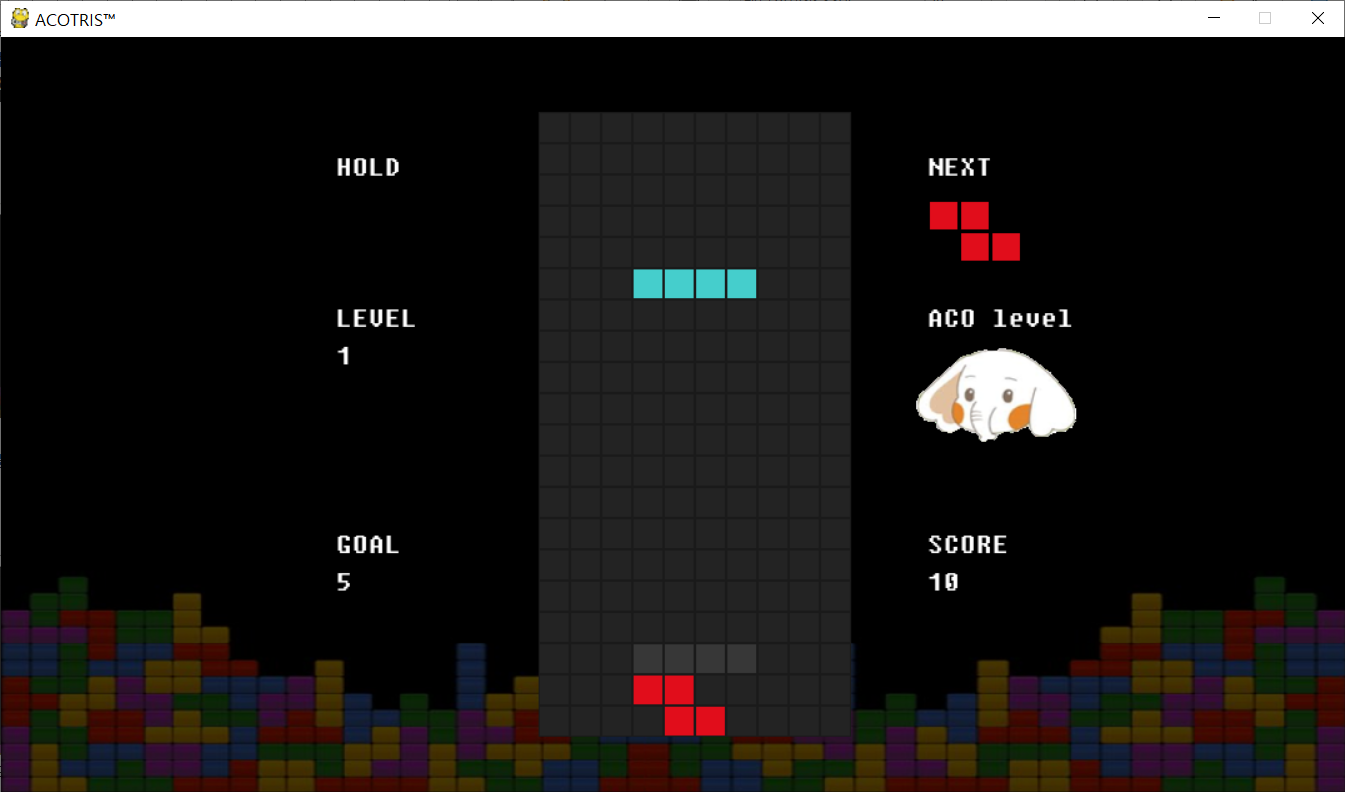 ACOTRIS™
HOLD
NEXT
LEVEL
1
ACO level
GOAL
5
SCORE
10